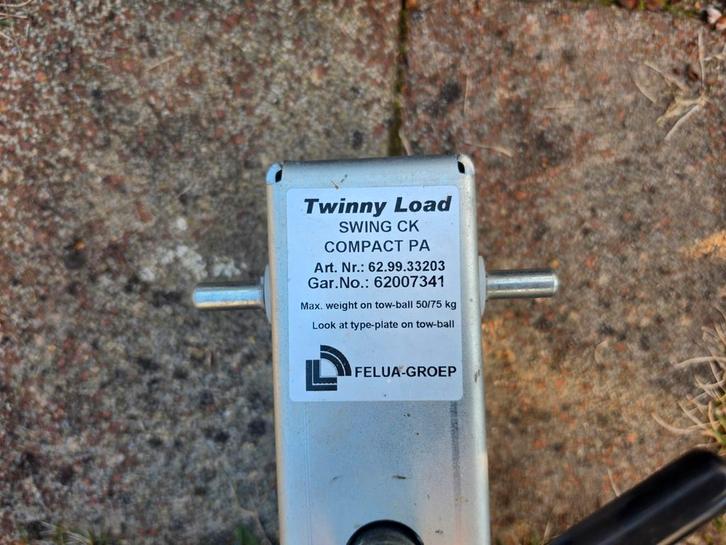 Twinny Load
SWING CK
COMPACT PA
Art. Nr.: 62.99.33203
Gar.No.: 62007341
Max. weight on tow-ball 50/75 kg
Look at type-plate on tow-ball
FELUA-GROEP